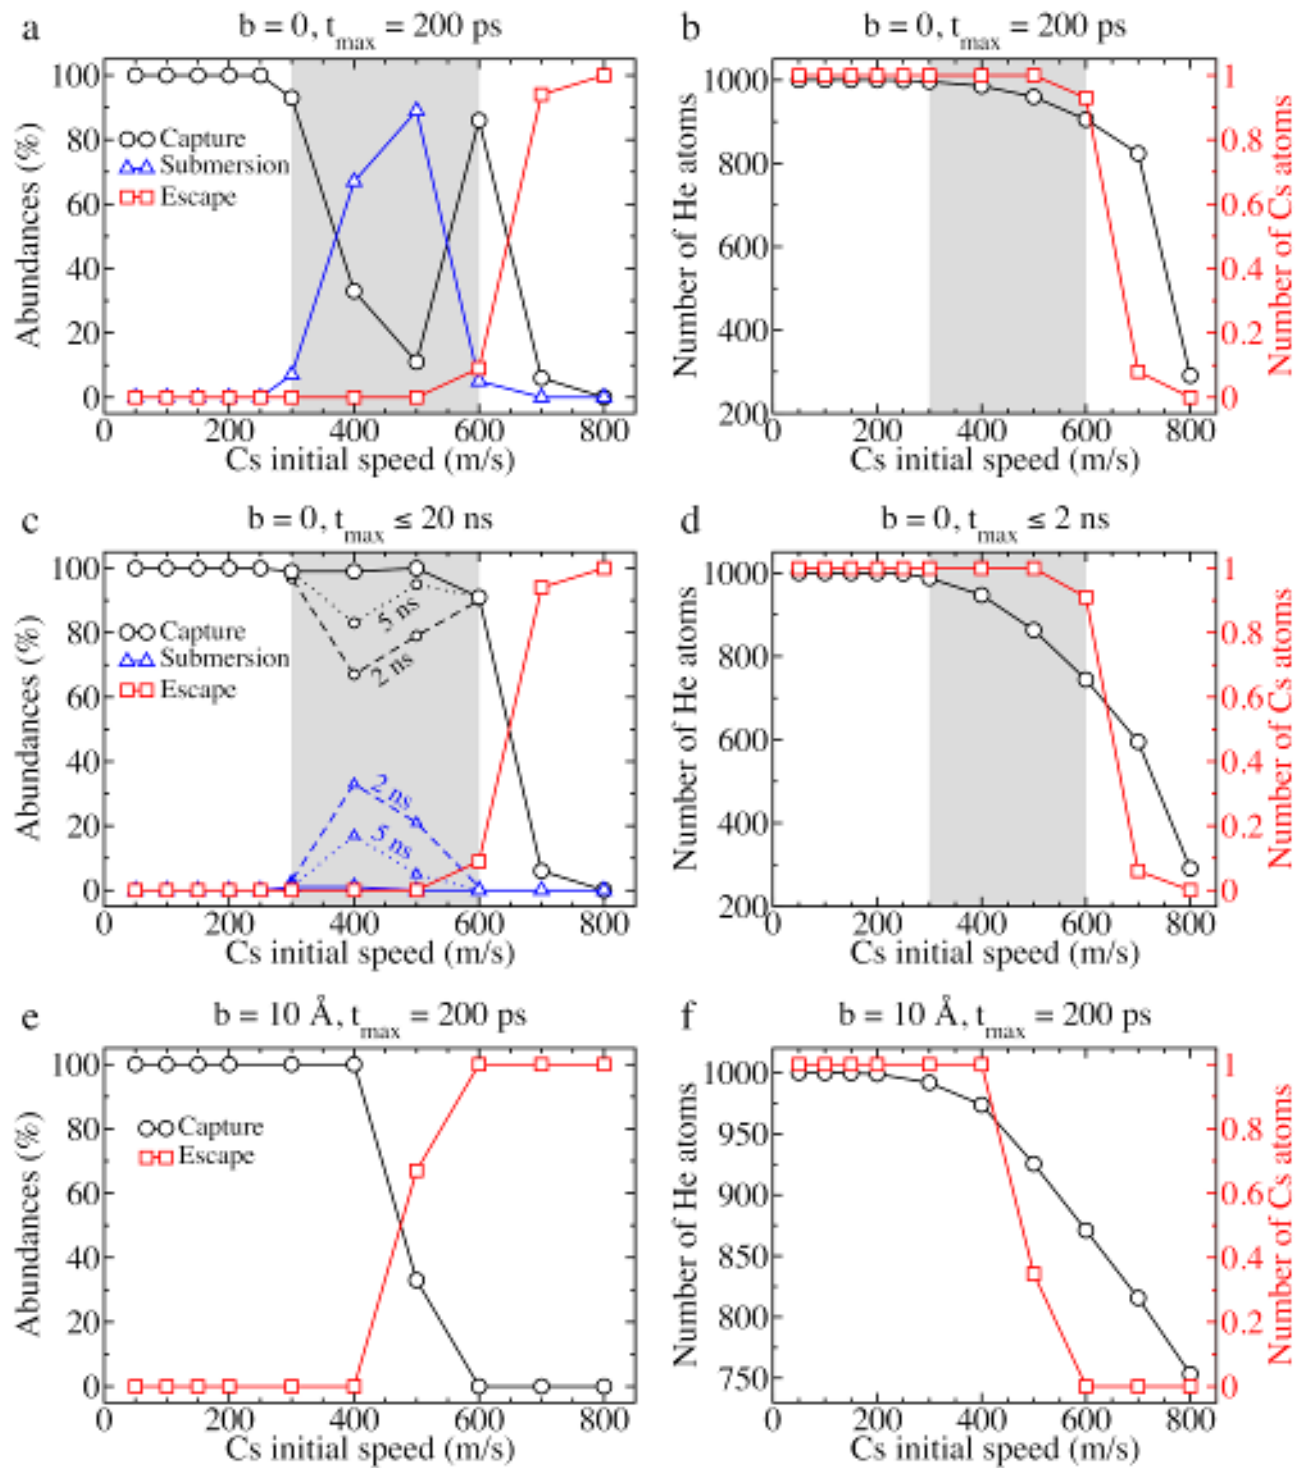 a
b = 0, tmax = 200 ps
100
80
60
40
20
0
Abundances (%)
Capture
Submersion
Escape
0
200
400
600
800
Cs initial speed (m/s)
b
b = 0, tmax = 200 ps
1000
800
600
400
200
Number of He atoms
1
0.8
0.6
0.4
0.2
0
Number of Cs atoms
0
200
400
600
800
Cs initial speed (m/s)
c
b = 0, tmax ≤ 20 ns
100
80
60
40
20
0
Abundances (%)
Capture
Submersion
Escape
5 ns
2 ns
2 ns
5 ns
0
200
400
600
800
Cs initial speed (m/s)
d
b = 0, tmax ≤ 2 ns
1000
800
600
400
200
Number of He atoms
1
0.8
0.6
0.4
0.2
0
Number of Cs atoms
0
200
400
600
800
Cs initial speed (m/s)
e
b = 10 Å, tmax = 200 ps
100
80
60
40
20
0
Abundances (%)
Capture
Escape
0
200
400
600
800
Cs initial speed (m/s)
f
b = 10 Å, tmax = 200 ps
1000
950
900
850
800
750
Number of He atoms
1
0.8
0.6
0.4
0.2
0
Number of Cs atoms
0
200
400
600
800
Cs initial speed (m/s)